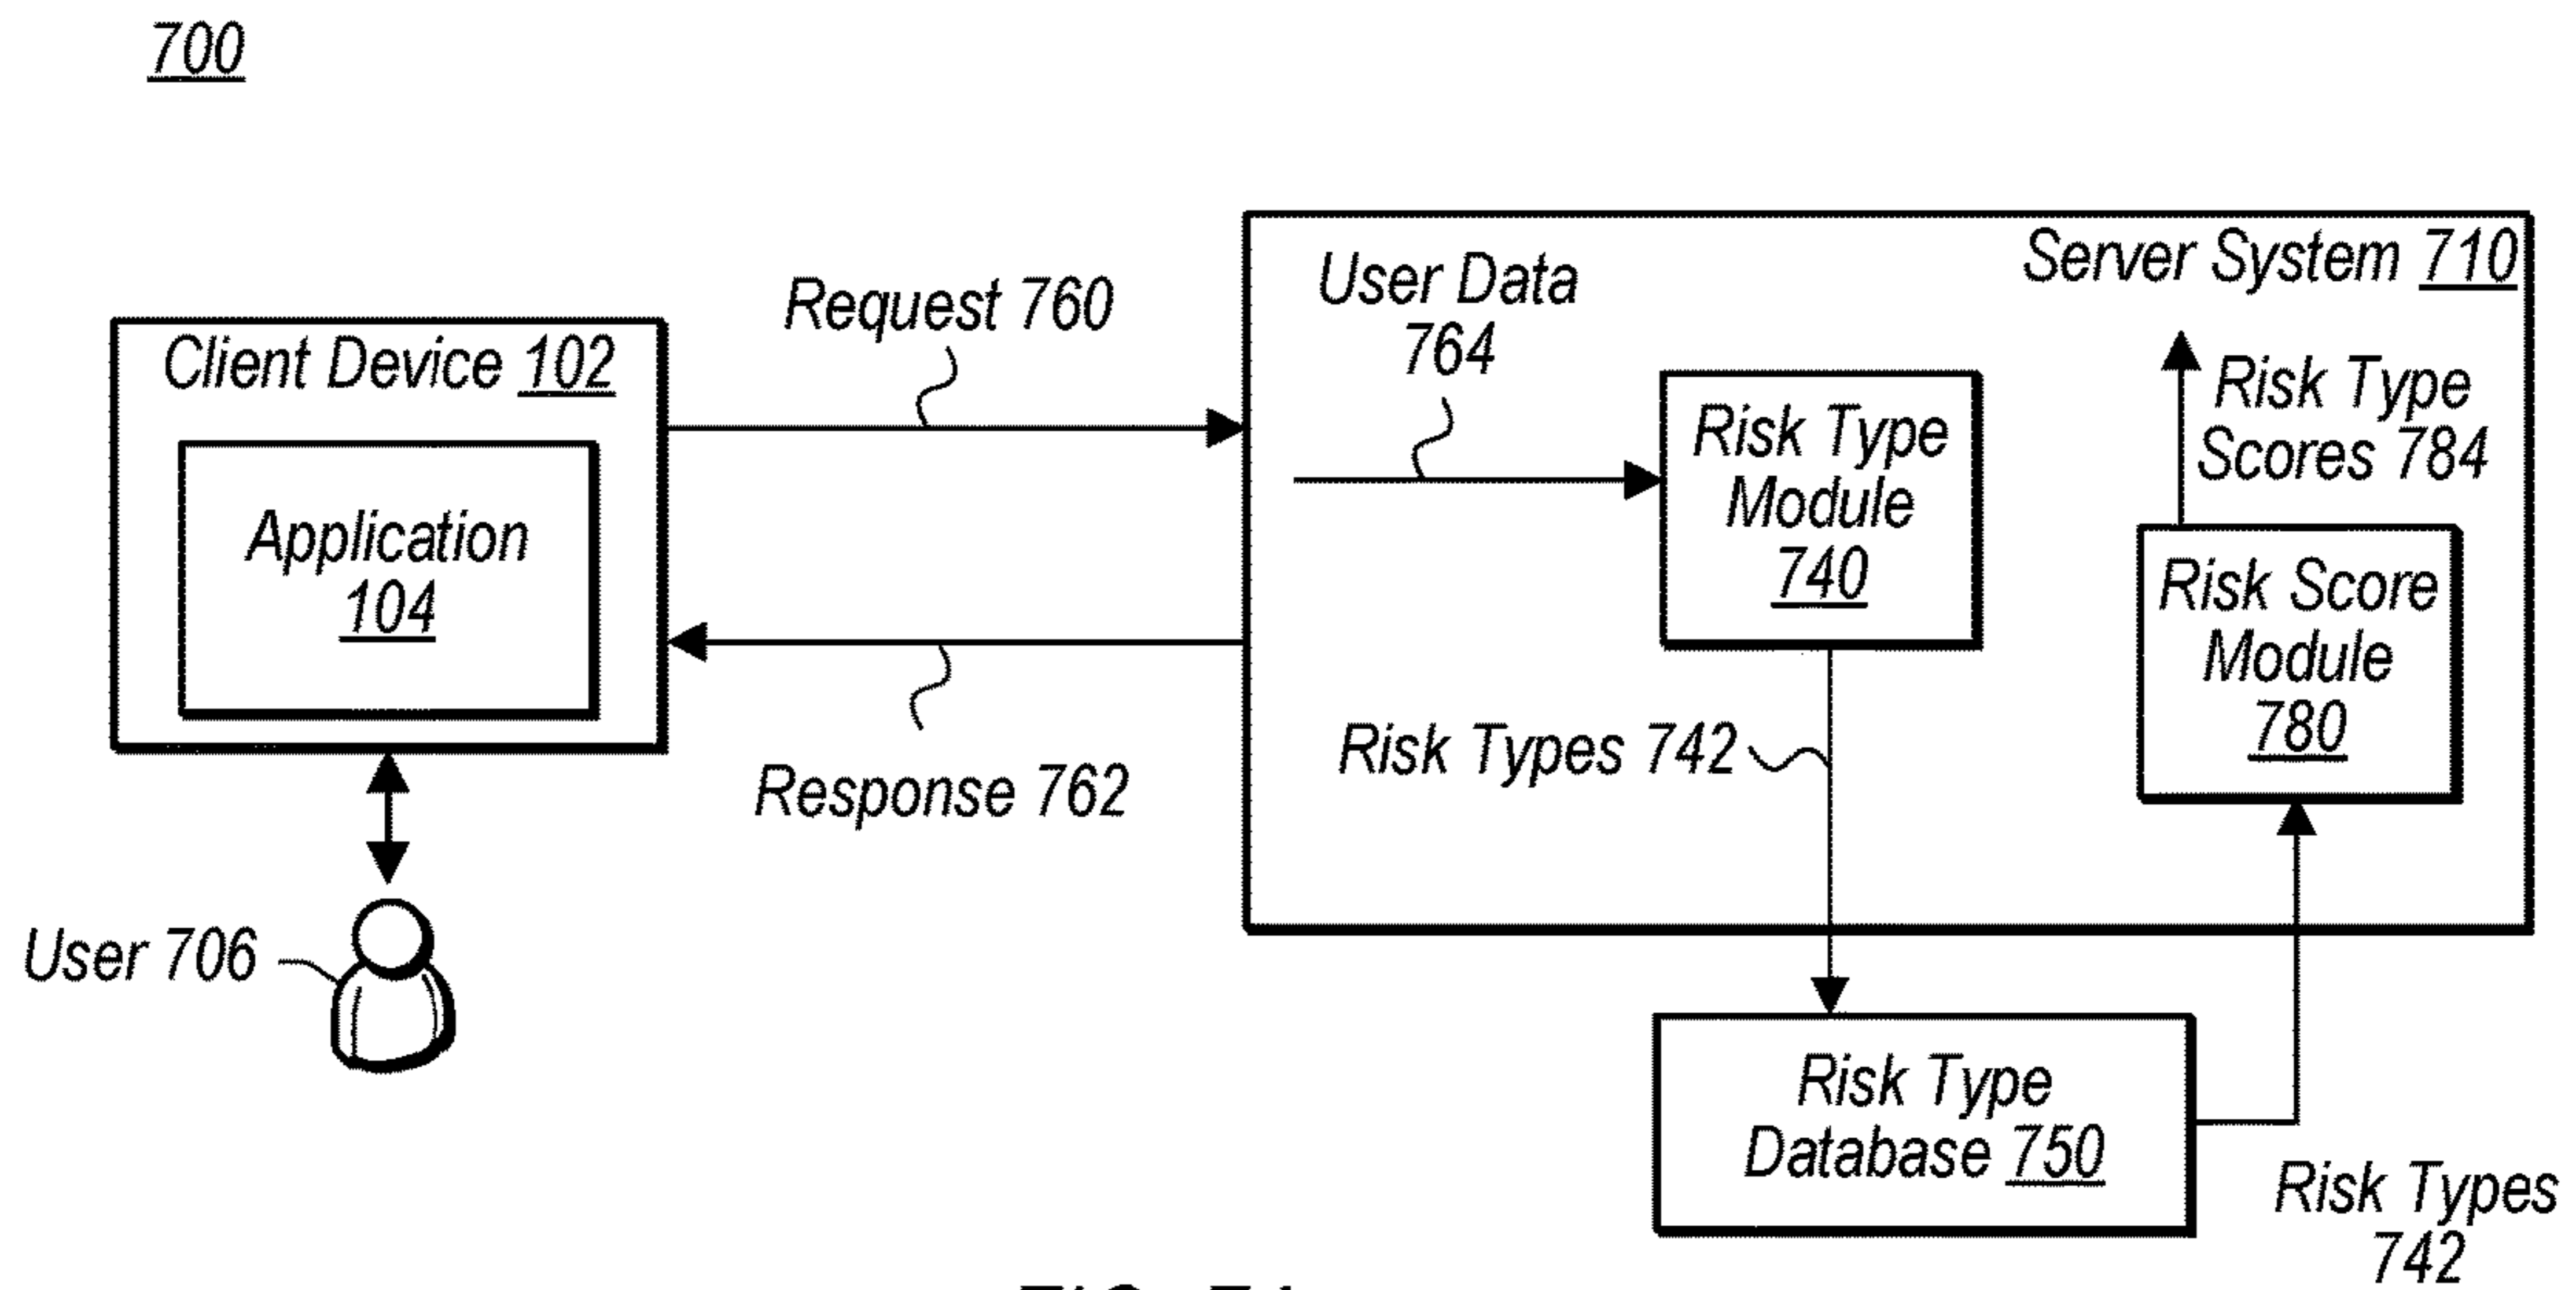 700
Client Device 102
Application
104
User 706
Request 760
Response 762
Server System 710
User Data
764
Risk Type
Module
740
Risk Types 742
Risk Type
Scores 784
Risk Score
Module
780
Risk Type
Database 750
Risk Types
742